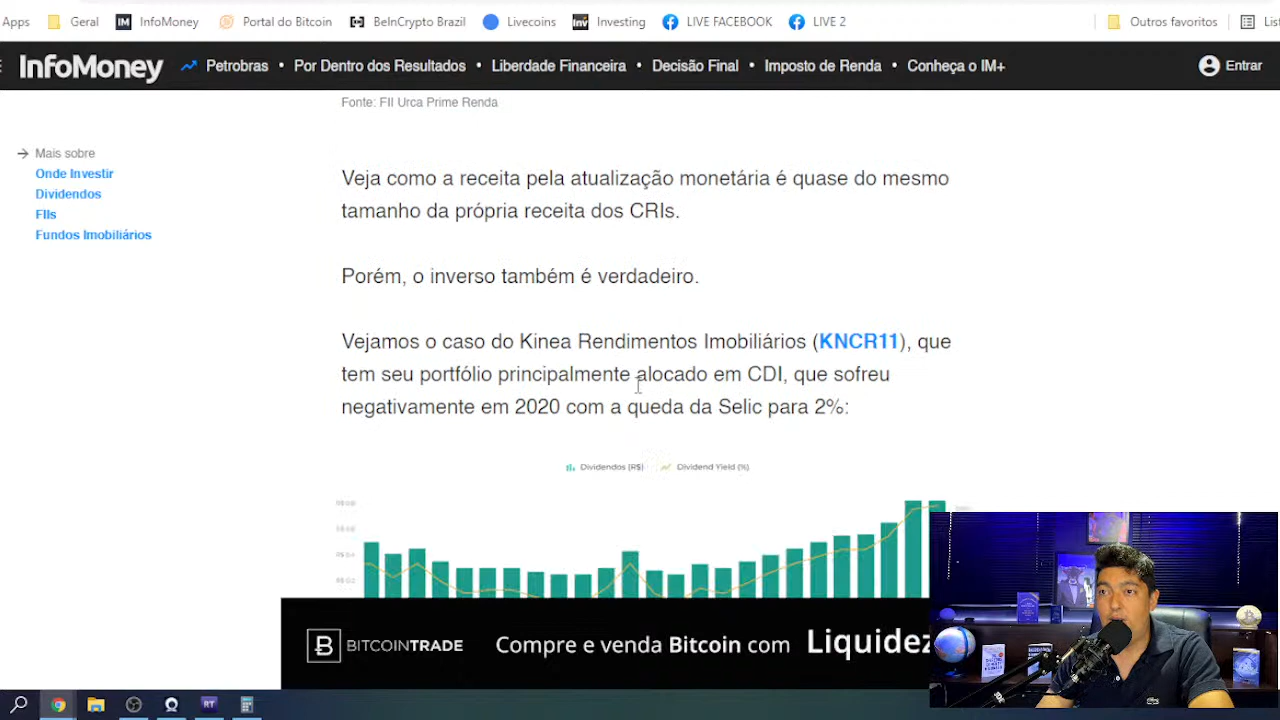 Apps
Geral
InfoMoney
Portal do Bitcoin
BeInCrypto Brazil
Livecoins
Investing
LIVE FACEBOOK
LIVE 2
Outros favoritos
InfoMoney
Petrobras • Por Dentro dos Resultados • Liberdade Financeira • Decisão Final • Imposto de Renda • Conheça o IM+
Entrar
Fonte: FII Urca Prime Renda
Mais sobre
Onde Investir
Dividendos
FIIs
Fundos Imobiliários
Veja como a receita pela atualização monetária é quase do mesmo
tamanho da própria receita dos CRIs.
Porém, o inverso também é verdadeiro.
Vejamos o caso do Kinea Rendimentos Imobiliários (KNCR11), que
tem seu portfólio principalmente alocado em CDI, que sofreu
negativamente em 2020 com a queda da Selic para 2%:
Dividendos (R$) Dividend Yield (%)
BITCOINTRADE
Compre e venda Bitcoin com Liquidez
RT